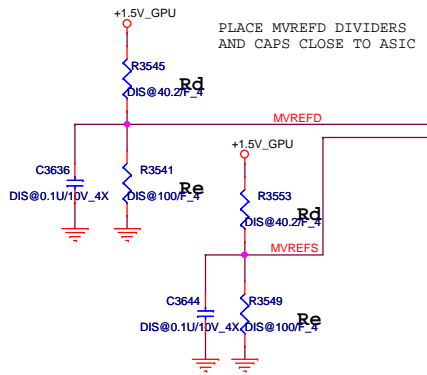 +1.5V_GPU
PLACE MVREFD DIVIDERS
AND CAPS CLOSE TO ASIC
R3545
Rd
DIS@40.2/F_4
MVREFD
+1.5V_GPU
C3636
R3541
DIS@0.1U/10V_4X
DIS@100/F_4
Re
R3553
Rd
DIS@40.2/F_4
MVREFS
C3644
R3549
Re
DIS@0.1U/10V_4X
DIS@100/F_4